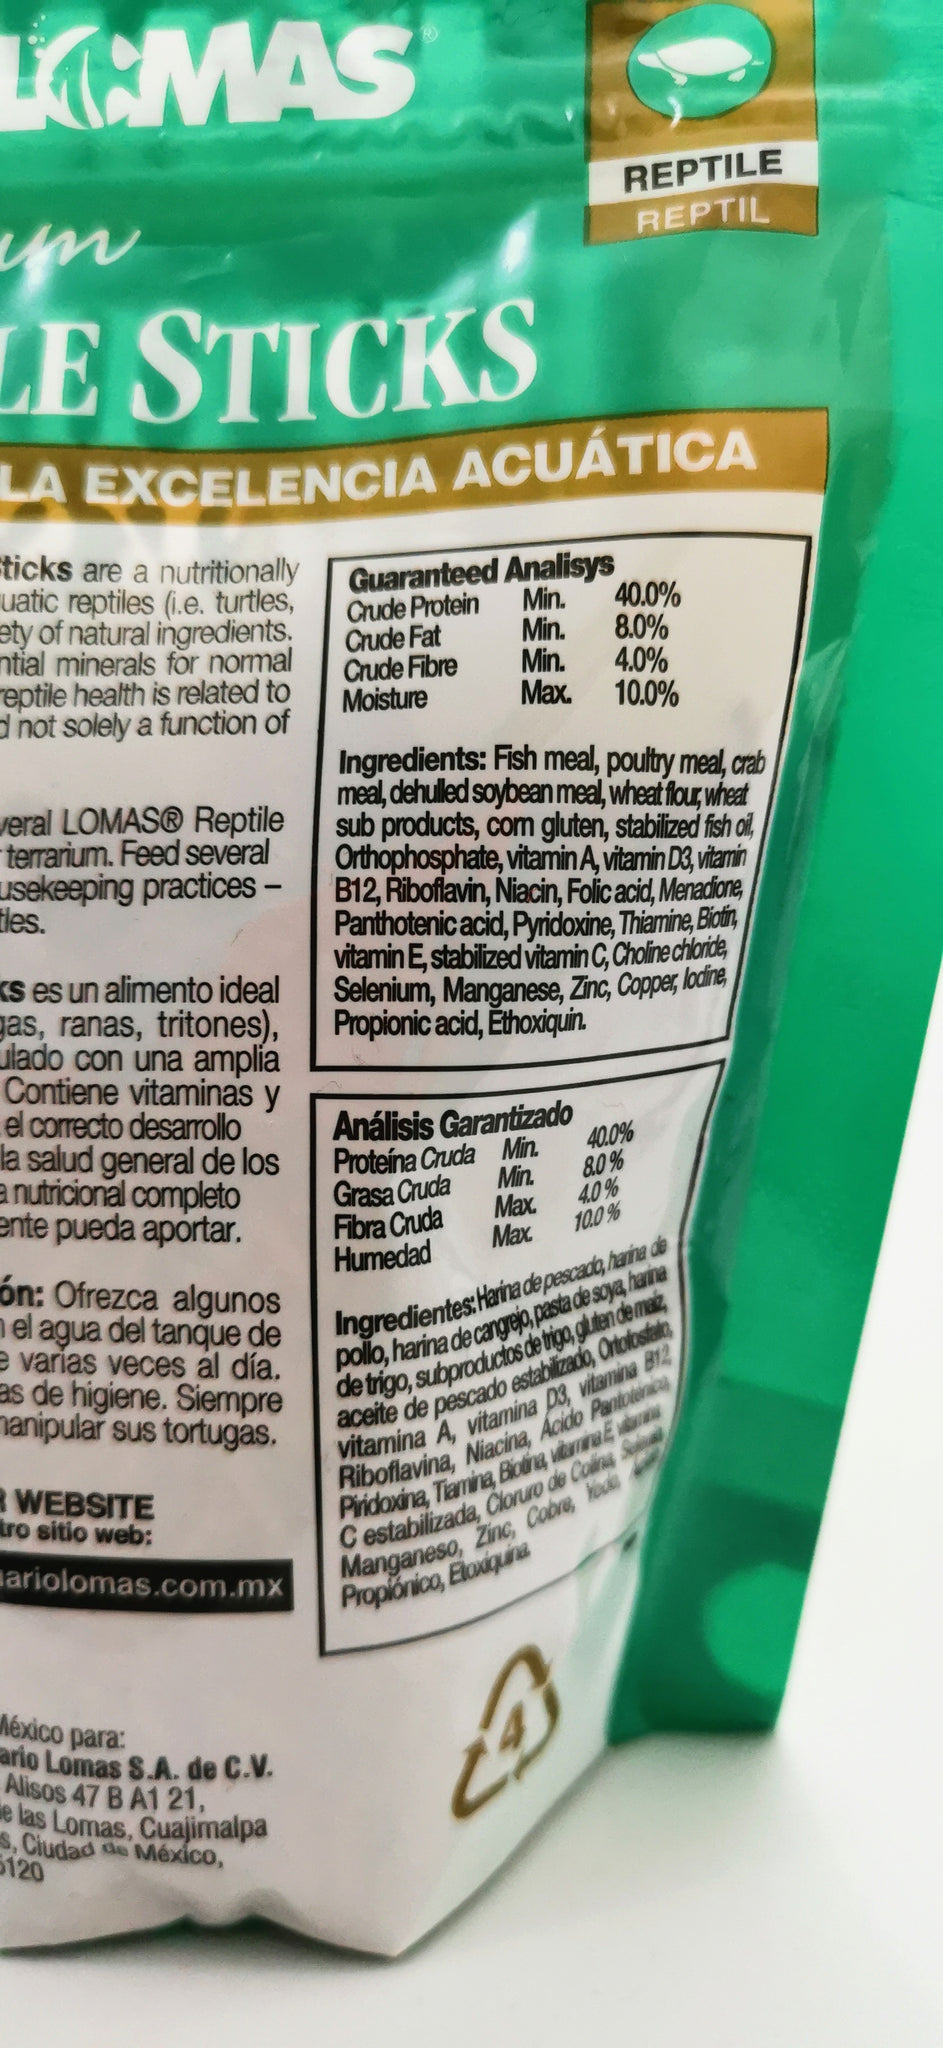 LOMAS®
REPTILE
REPTIL
um
LE STICKS
LA EXCELENCIA ACUÁTICA
Sticks are a nutritionally
uatic reptiles (i.e. turtles,
ety of natural ingredients.
ntial minerals for normal
reptile health is related to
d not solely a function of
veral LOMAS® Reptile
terrarium. Feed several
usekeeping practices –
tles.
ks es un alimento ideal
gas, ranas, tritones),
ulado con una amplia
Contiene vitaminas y
el correcto desarrollo
la salud general de los
a nutricional completo
ente pueda aportar.
ón: Ofrezca algunos
n el agua del tanque de
e varias veces al día.
as de higiene. Siempre
manipular sus tortugas.
R WEBSITE
tro sitio web:
ariolomas.com.mx
México para:
ario Lomas S.A. de C.V.
Alisos 47 B A1 21,
e las Lomas, Cuajimalpa
s, Ciudad de México,
5120
Guaranteed Analisys
Crude Protein Min. 40.0%
Crude Fat Min. 8.0%
Crude Fibre Min. 4.0%
Moisture Max. 10.0%
Ingredients: Fish meal, poultry meal, crab
meal, dehulled soybean meal, wheat flour, wheat
sub products, corn gluten, stabilized fish oil,
Orthophosphate, vitamin A, vitamin D3, vitamin
B12, Riboflavin, Niacin, Folic acid, Menadione,
Panthotenic acid, Pyridoxine, Thiamine, Biotin,
vitamin E, stabilized vitamin C, Choline chloride,
Selenium, Manganese, Zinc, Copper, Iodine,
Propionic acid, Ethoxiquin.
Análisis Garantizado
Proteína Cruda Min. 40.0%
Grasa Cruda Min. 8.0 %
Fibra Cruda Max. 4.0 %
Humedad Max. 10.0 %
Ingredientes: Harina de pescado, harina de
pollo, harina de cangrejo, pasta de soya, harina
de trigo, subproductos de trigo, gluten de maíz,
aceite de pescado estabilizado, Ortofosfato,
vitamina A, vitamina D3, vitamina B12,
Riboflavina, Niacina, Ácido Pantoténico,
Piridoxina, Tiamina, Biotina, vitamina E, vitamina
C estabilizada, Cloruro de Colina,
Manganeso, Zinc, Cobre, Yodo,
Propiónico, Etoxiquina.
4